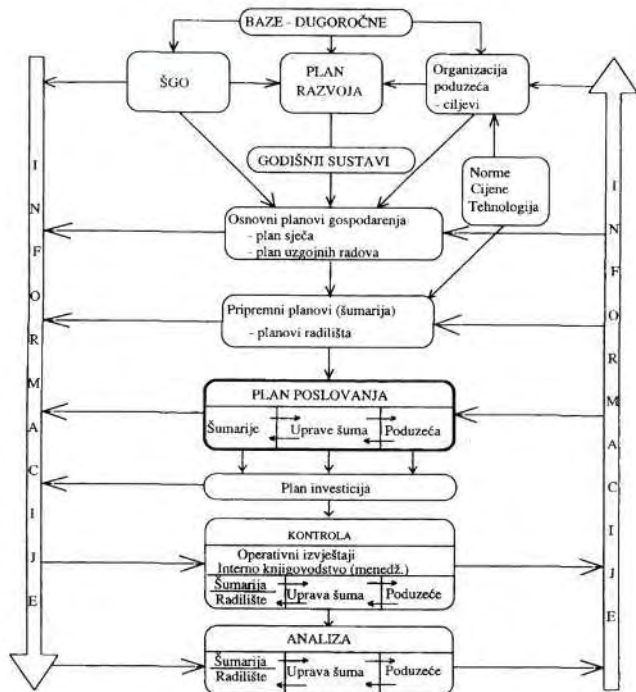 BAZE - DUGOROČNE
ŠGO
PLAN
RAZVOJA
Organizacija
poduzeća
- ciljevi
GODIŠNJI SUSTAVI
Norme
Cijene
Tehnologija
Osnovni planovi gospodarenja
- plan sječa
- plan uzgojnih radova
Pripremni planovi (šumarija)
- planovi radilišta
PLAN POSLOVANJA
Šumarije Uprave šuma Poduzeća
Plan investicija
KONTROLA
Operativni izvještaji
Interno knjigovodstvo (menedž.)
Šumarija
Radilište
Uprava šuma
Poduzeće
ANALIZA
Šumarija
Radilište
Uprava šuma
Poduzeće
INFORMACIJE
INFORMACIJE